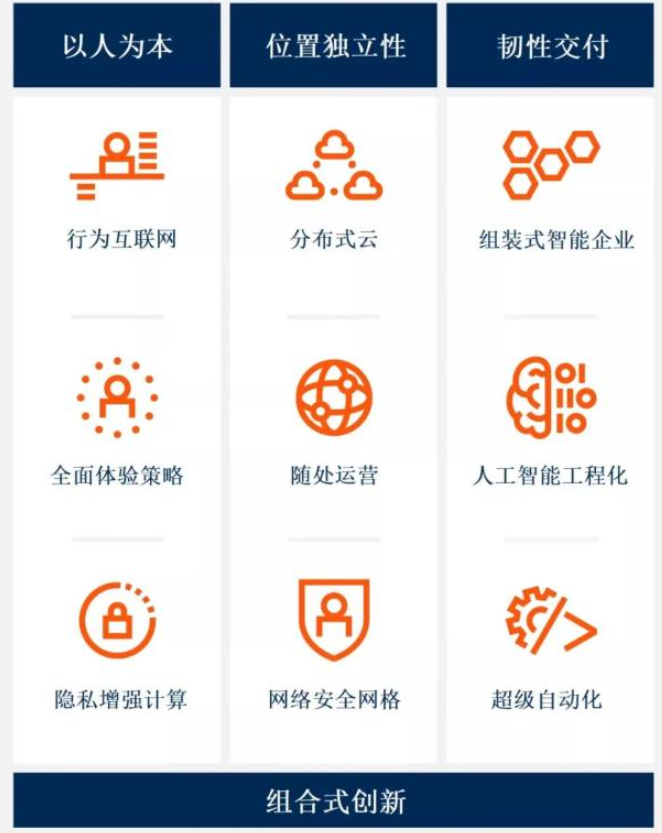 以人为本
位置独立性
韧性交付
行为互联网
分布式云
组装式智能企业
全面体验策略
随处运营
人工智能工程化
隐私增强计算
网络安全网格
超级自动化
组合式创新